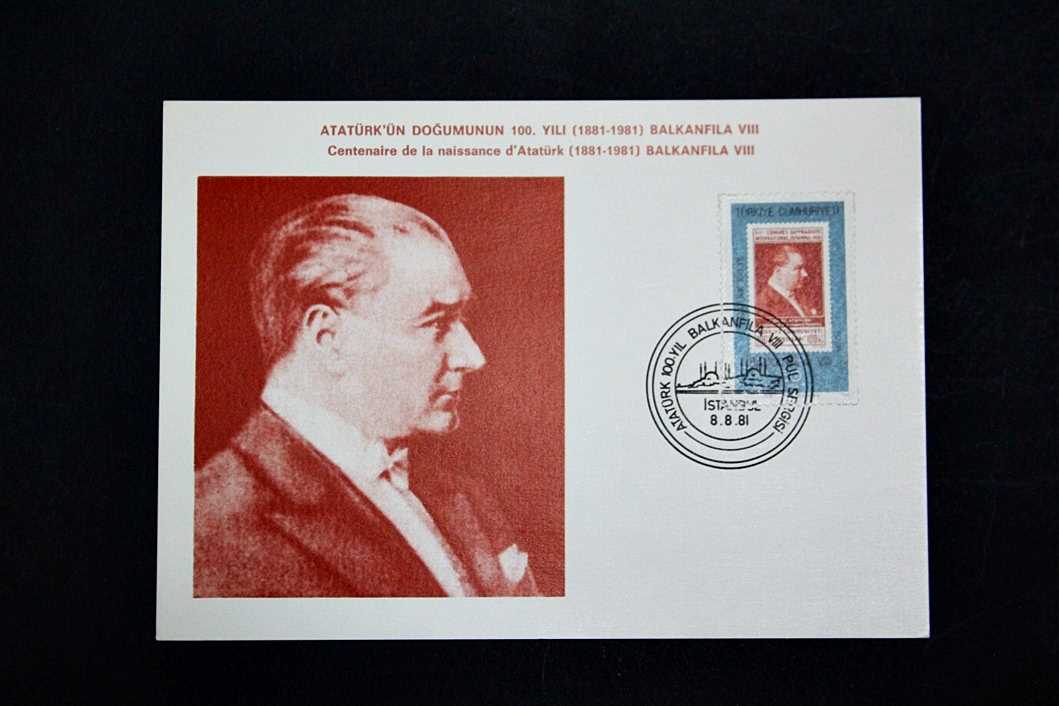 ATATÜRK'ÜN DOĞUMUNUN 100. YILI (1881-1981) BALKANFILA VIII
Centenaire de la naissance d'Atatürk (1881-1981) BALKANFILA VIII
TÜRKİYE CUMHURİYETİ
ATATÜRK 100.YIL BALKANFILA VIII PUL SERGİSİ
İSTANBUL
8.8.81